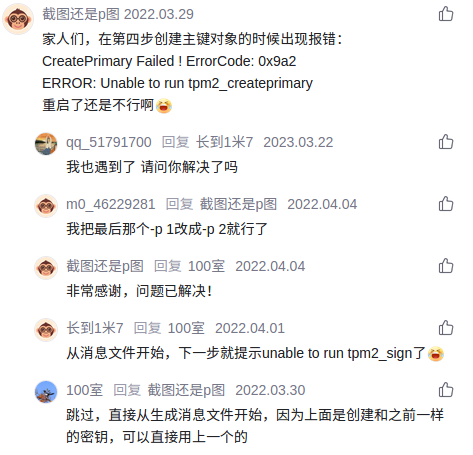 截图还是p图 2022.03.29
家人们，在第四步创建主键对象的时候出现报错：
CreatePrimary Failed ! ErrorCode: 0x9a2
ERROR: Unable to run tpm2_createprimary
重启了还是不行啊😂
qq_51791700 回复 长到1米7 2023.03.22
我也遇到了 请问你解决了吗
m0_46229281 回复 截图还是p图 2022.04.04
我把最后那个-p 1改成-p 2就行了
截图还是p图 回复 100室 2022.04.04
非常感谢，问题已解决！
长到1米7 回复 100室 2022.04.01
从消息文件开始，下一步就提示unable to run tpm2_sign了😂
100室 回复 截图还是p图 2022.03.30
跳过，直接从生成消息文件开始，因为上面是创建和之前一样
的密钥，可以直接用上一个的